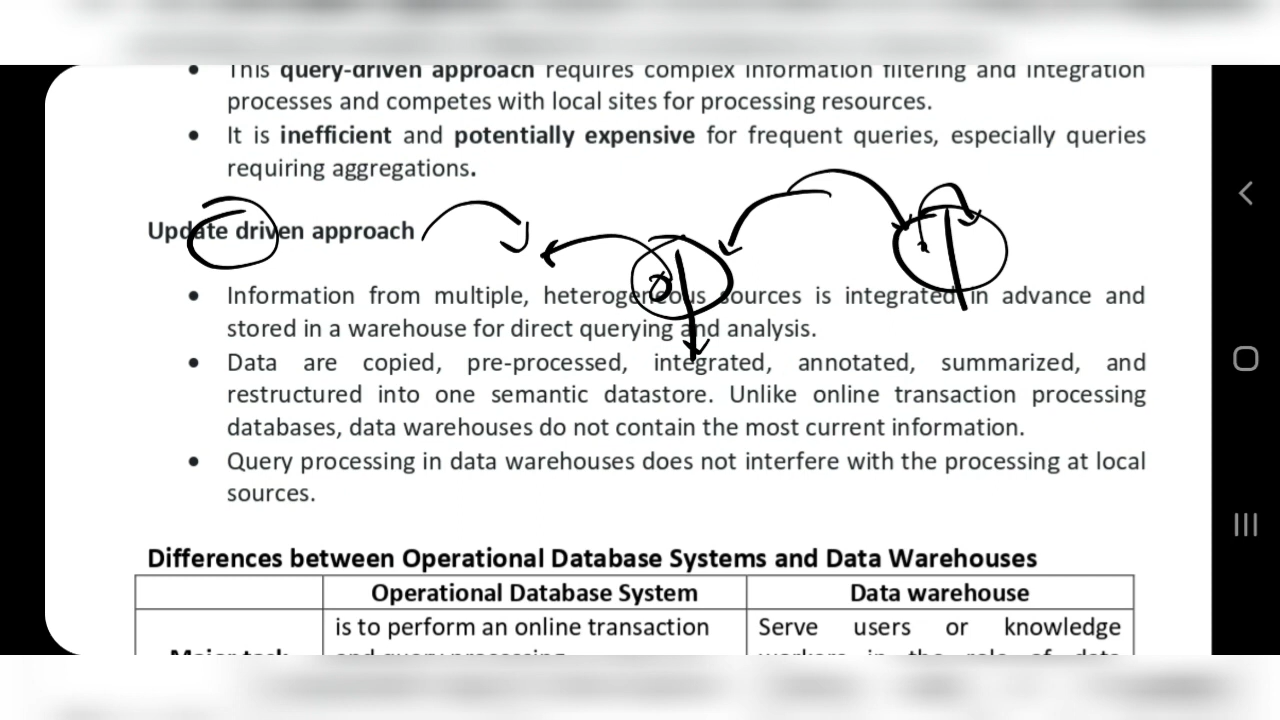 • This query-driven approach requires complex information filtering and integration
processes and competes with local sites for processing resources.
• It is inefficient and potentially expensive for frequent queries, especially queries
requiring aggregations.
Update driven approach
• Information from multiple, heterogeneous sources is integrated in advance and
stored in a warehouse for direct querying and analysis.
• Data are copied, pre-processed, integrated, annotated, summarized, and
restructured into one semantic datastore. Unlike online transaction processing
databases, data warehouses do not contain the most current information.
• Query processing in data warehouses does not interfere with the processing at local
sources.
Differences between Operational Database Systems and Data Warehouses
Operational Database System Data warehouse
is to perform an online transaction Serve users or knowledge